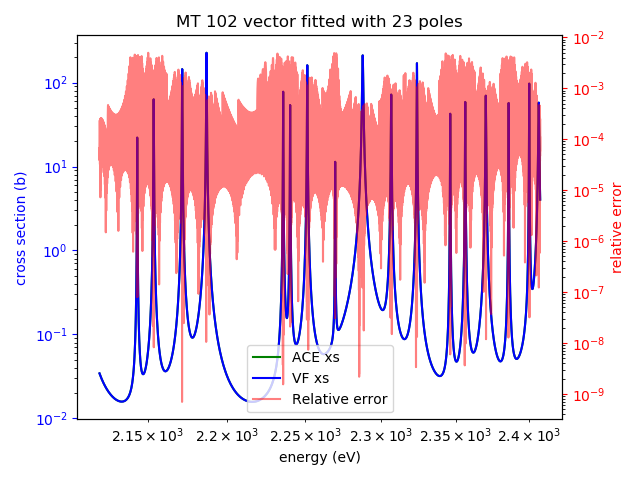 MT 102 vector fitted with 23 poles
10²
10¹
10⁰
10⁻¹
10⁻²
cross section (b)
10⁻²
10⁻³
10⁻⁴
10⁻⁵
10⁻⁶
10⁻⁷
10⁻⁸
10⁻⁹
relative error
ACE xs
VF xs
Relative error
2.15 × 10³ 2.2 × 10³ 2.25 × 10³ 2.3 × 10³ 2.35 × 10³ 2.4 × 10³
energy (eV)